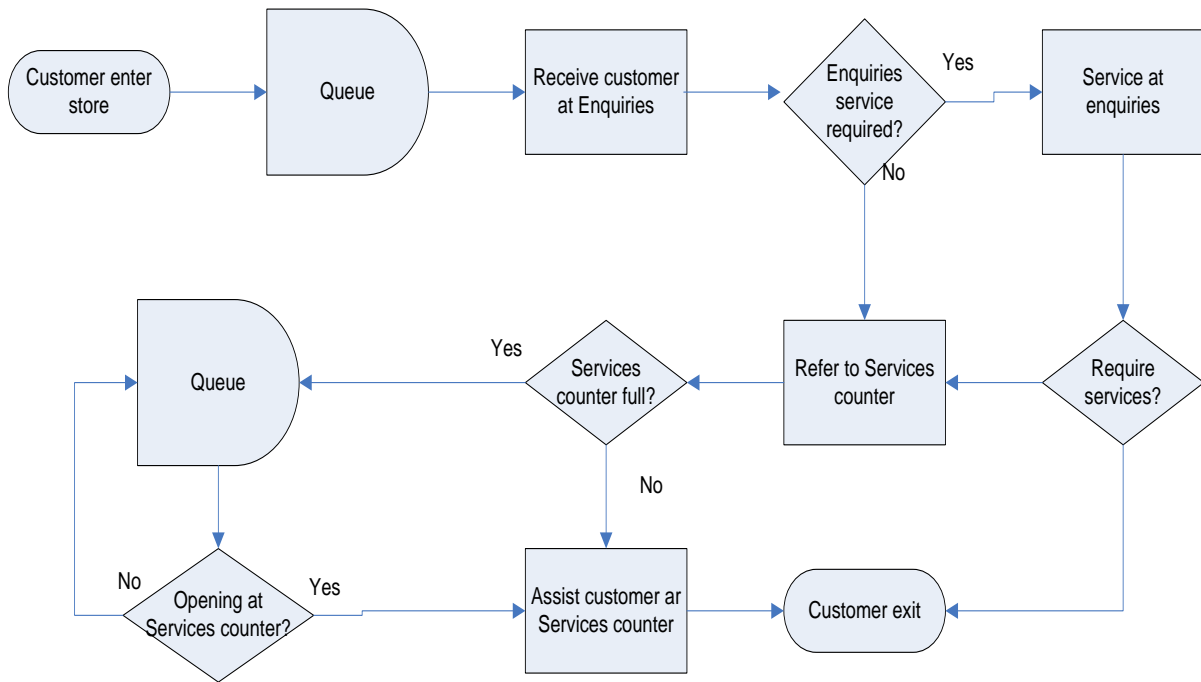 Customer enter
store
Queue
Receive customer
at Enquiries
Enquiries
service
required?
Yes
No
Service at
enquiries
Queue
Yes
Services
counter full?
No
Refer to Services
counter
Require
services?
No
Opening at
Services counter?
Yes
Assist customer ar
Services counter
Customer exit